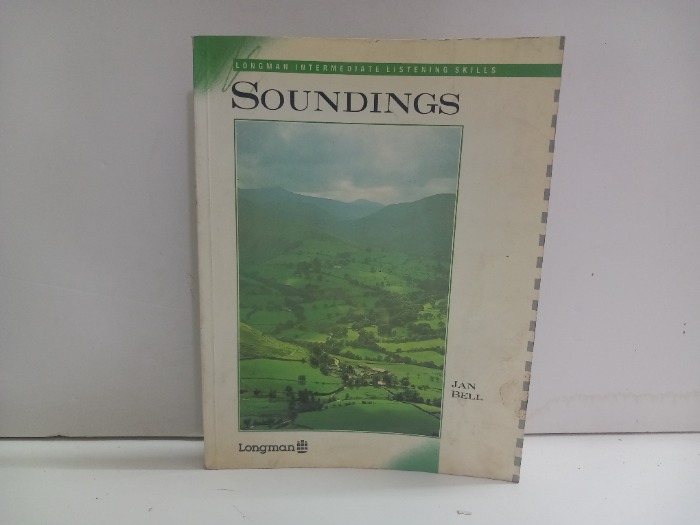 LONGMAN INTERMEDIATE LISTENING SKILLS
SOUNDINGS
JAN
BELL
Longman